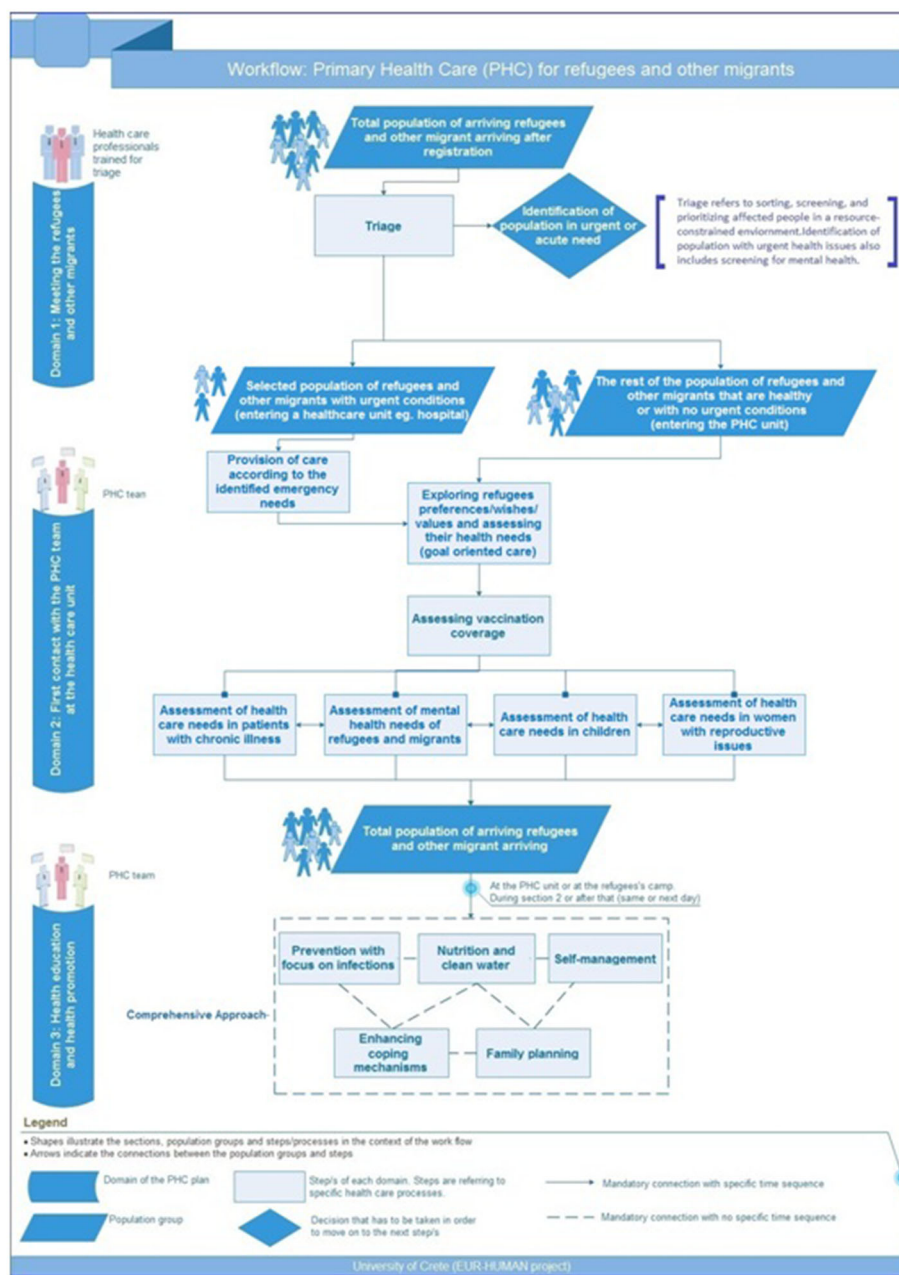 Workflow: Primary Health Care (PHC) for refugees and other migrants
Health care
professionals
trained for
triage
Domain 1: Meeting the refugees
and other migrants
Total population of arriving refugees
and other migrant arriving after
registration
Triage
Identification of
population in urgent or
acute need
Triage refers to sorting, screening, and
prioritizing affected people in a resource-
constrained enviornment.Identification of
population with urgent health issues also
includes screening for mental health.
Selected population of refugees and
other migrants with urgent conditions
(entering a healthcare unit eg. hospital)
The rest of the population of refugees and
other migrants that are healthy
or with no urgent conditions
(entering the PHC unit)
PHC team
Domain 2: First contact with the PHC team
at the health care unit
Provision of care
according to the
identified emergency
needs
Exploring refugees
preferences/wishes/
values and assessing
their health needs
(goal oriented care)
Assessing vaccination
coverage
Assessment of health
care needs in patients
with chronic illness
Assessment of mental
health needs of
refugees and migrants
Assessment of health
care needs in children
Assessment of health
care needs in women
with reproductive
issues
Total population of arriving refugees
and other migrant arriving
PHC team
Domain 3: Health education
and health promotion
At the PHC unit or at the refugees's camp.
During section 2 or after that (same or next day)
Prevention with
focus on infections
Nutrition and
clean water
Self-management
Comprehensive Approach
Enhancing
coping
mechanisms
Family planning
Legend
• Shapes illustrate the sections, population groups and steps/processes in the context of the work flow
• Arrows indicate the connections between the population groups and steps
Domain of the PHC plan
Step/s of each domain. Steps are referring to
specific health care processes.
Mandatory connection with specific time sequence
Population group
Decision that has to be taken in order
to move on to the next step/s
Mandatory connection with no specific time sequence
University of Crete (EUR-HUMAN project)